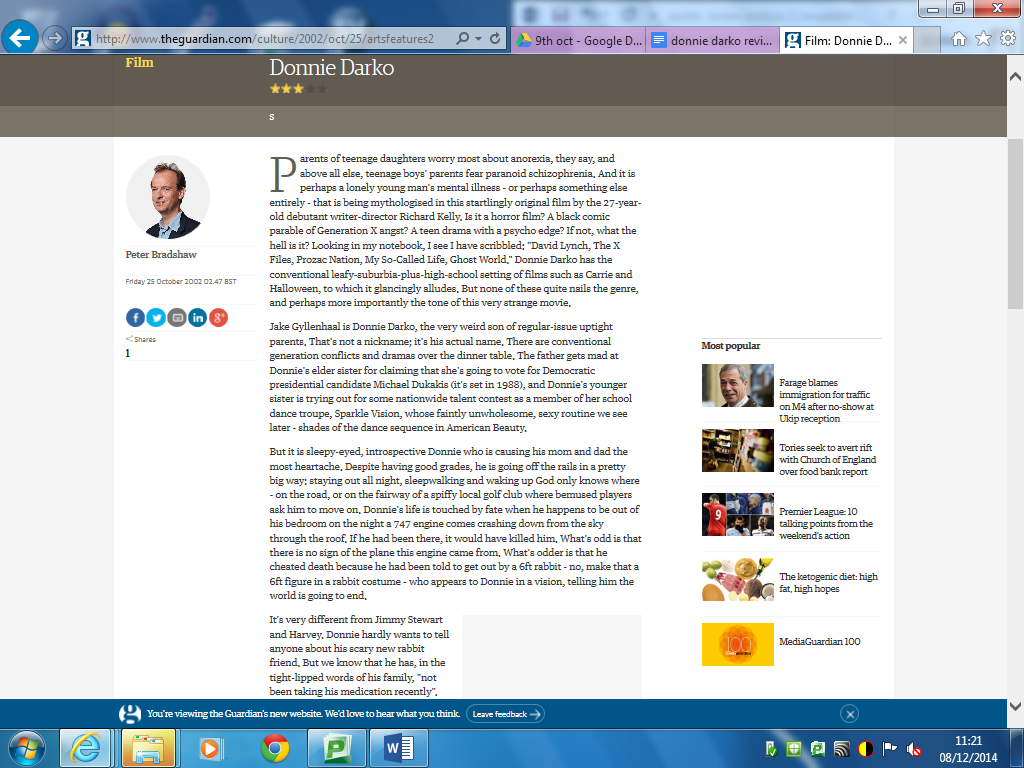 http://www.theguardian.com/culture/2002/oct/25/artsfeatures2
9th oct - Google D...
donnie darko revi...
Film: Donnie D...
Film
Donnie Darko
s
Peter Bradshaw
Friday 25 October 2002 02.47 BST
Shares
1
Parents of teenage daughters worry most about anorexia, they say, and
above all else, teenage boys' parents fear paranoid schizophrenia. And it is
perhaps a lonely young man's mental illness - or perhaps something else
entirely - that is being mythologised in this startlingly original film by the 27-year-
old debutant writer-director Richard Kelly. Is it a horror film? A black comic
parable of Generation X angst? A teen drama with a psycho edge? If not, what the
hell is it? Looking in my notebook, I see I have scribbled; "David Lynch, The X
Files, Prozac Nation, My So-Called Life, Ghost World." Donnie Darko has the
conventional leafy-suburbia-plus-high-school setting of films such as Carrie and
Halloween, to which it glancingly alludes. But none of these quite nails the genre,
and perhaps more importantly the tone of this very strange movie.
Jake Gyllenhaal is Donnie Darko, the very weird son of regular-issue uptight
parents. That's not a nickname; it's his actual name. There are conventional
generation conflicts and dramas over the dinner table. The father gets mad at
Donnie's elder sister for claiming that she's going to vote for Democratic
presidential candidate Michael Dukakis (it's set in 1988), and Donnie's younger
sister is trying out for some nationwide talent contest as a member of her school
dance troupe, Sparkle Vision, whose faintly unwholesome, sexy routine we see
later - shades of the dance sequence in American Beauty.
But it is sleepy-eyed, introspective Donnie who is causing his mom and dad the
most heartache. Despite having good grades, he is going off the rails in a pretty
big way; staying out all night, sleepwalking and waking up God only knows where
- on the road, or on the fairway of a spiffy local golf club where bemused players
ask him to move on. Donnie's life is touched by fate when he happens to be out of
his bedroom on the night a 747 engine comes crashing down from the sky
through the roof. If he had been there, it would have killed him. What's odd is that
there is no sign of the plane this engine came from. What's odder is that he
cheated death because he had been told to get out by a 6ft rabbit - no, make that a
6ft figure in a rabbit costume - who appears to Donnie in a vision, telling him the
world is going to end.
It's very different from Jimmy Stewart
and Harvey. Donnie hardly wants to tell
anyone about his scary new rabbit
friend. But we know that he has, in the
tight-lipped words of his family, "not
been taking his medication recently".
Most popular
Farage blames
immigration for traffic
on M4 after no-show at
Ukip reception
Tories seek to avert rift
with Church of England
over food bank report
Premier League: 10
talking points from the
weekend's action
The ketogenic diet: high
fat, high hopes
100
MediaGuardian 100
You're viewing the Guardian's new website. We'd love to hear what you think.
Leave feedback
11:21
08/12/2014